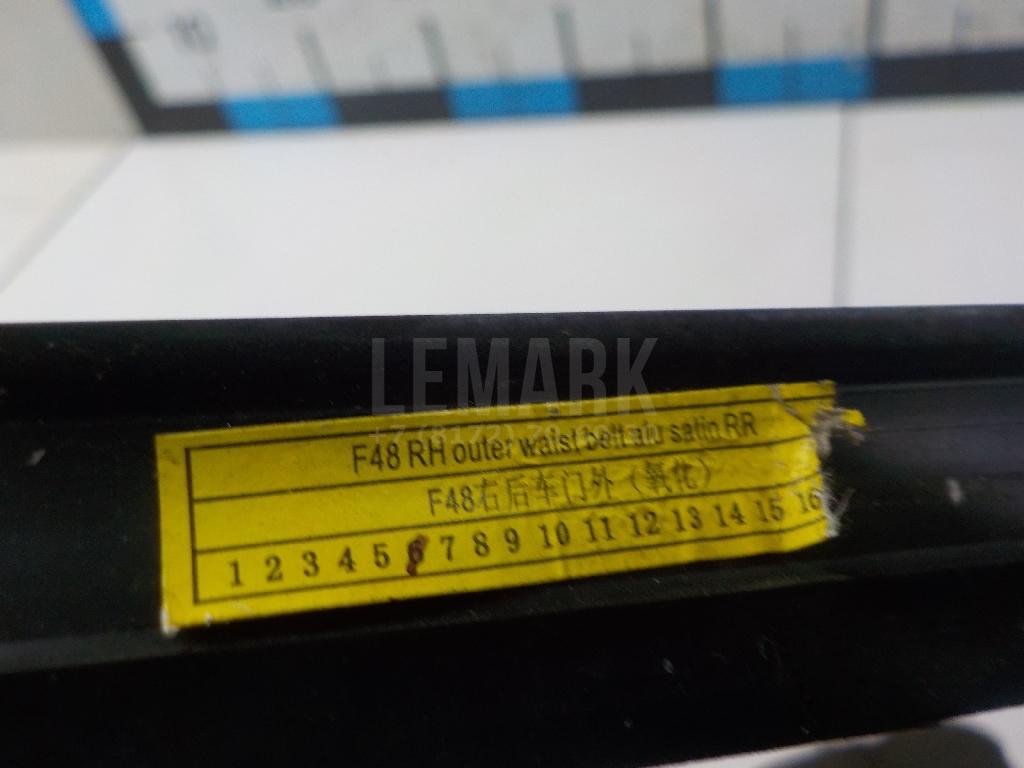 LEMARK
F48 RH outer waist belt alu satin RR
F48右后车门外（氧化）
1 2 3 4 5 6 7 8 9 10 11 12 13 14 15 16